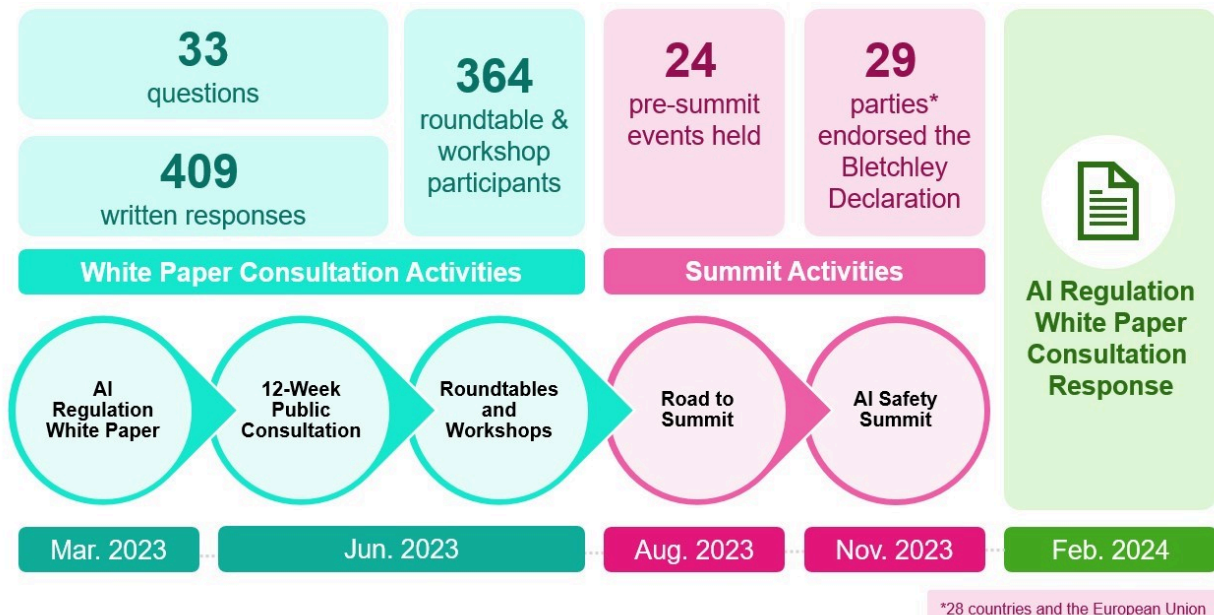 33
questions
409
written responses
364
roundtable &
workshop
participants
24
pre-summit
events held
29
parties*
endorsed the
Bletchley
Declaration
White Paper Consultation Activities
Summit Activities
AI Regulation
White Paper
Consultation
Response
AI
Regulation
White Paper
12-Week
Public
Consultation
Roundtables
and
Workshops
Road to
Summit
AI Safety
Summit
Mar. 2023
Jun. 2023
Aug. 2023
Nov. 2023
Feb. 2024
*28 countries and the European Union